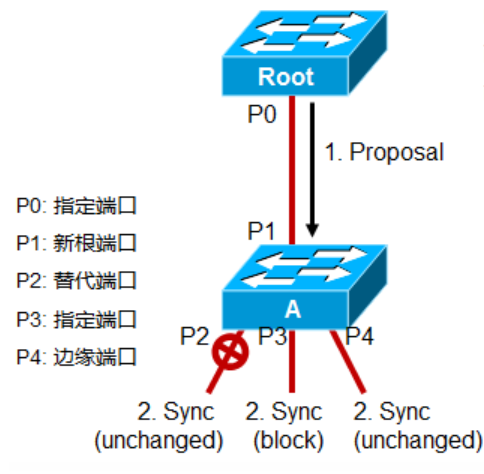 Root
P0
1. Proposal
P0: 指定端口
P1: 新根端口
P2: 替代端口
P3: 指定端口
P4: 边缘端口
P1
A
P2 P3 P4
2. Sync 2. Sync 2. Sync
(unchanged) (block) (unchanged)